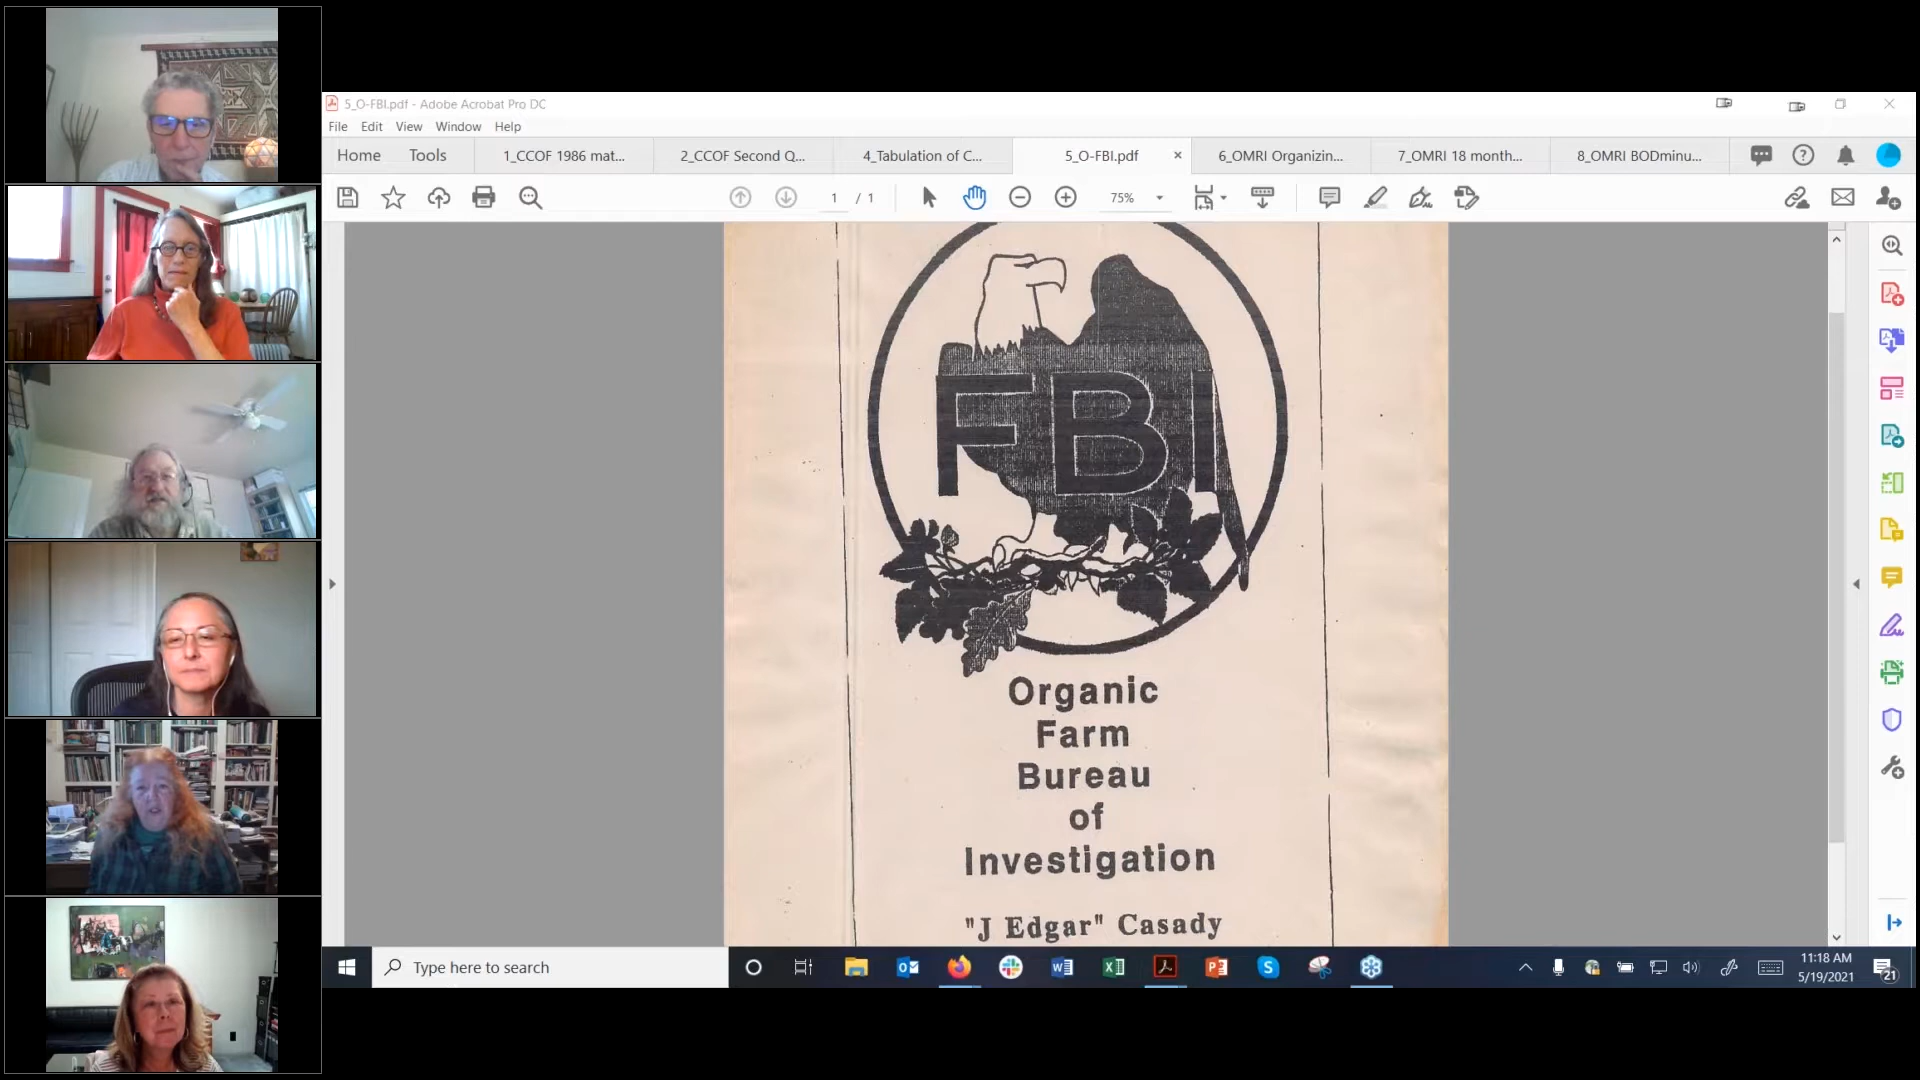 5_O-FBI.pdf - Adobe Acrobat Pro DC
File Edit View Window Help
Home Tools 1_CCOF 1986 mat... 2_CCOF Second Q... 4_Tabulation of C... 5_O-FBI.pdf × 6_OMRI Organizin... 7_OMRI 18 month... 8_OMRI BODminu...
1 / 1 75%
FBI
Organic
Farm
Bureau
of
Investigation
"J Edgar" Casady
Type here to search
11:18 AM
5/19/2021
21